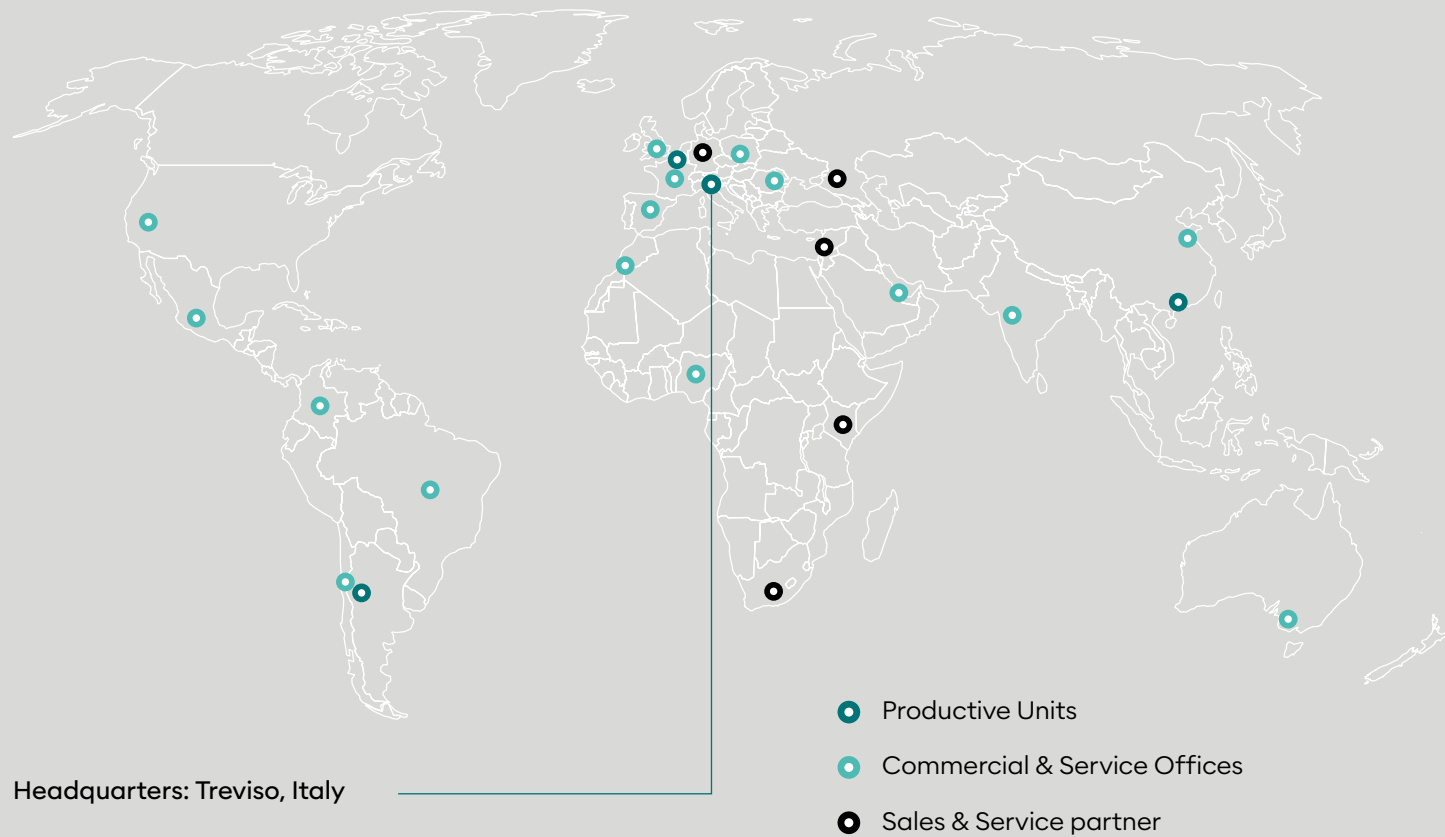 Productive Units
Commercial & Service Offices
Headquarters: Treviso, Italy
Sales & Service partner